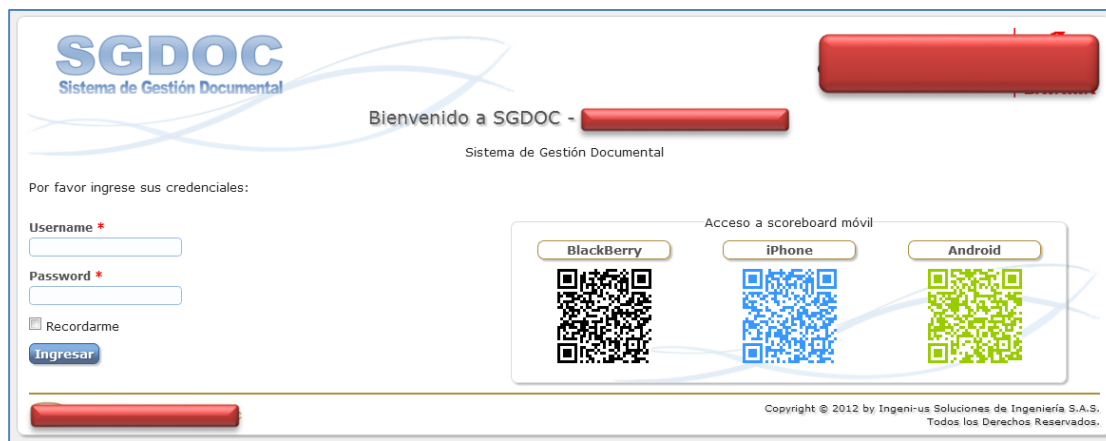 SGDOC
Sistema de Gestión Documental
Bienvenido a SGDOC -
Sistema de Gestión Documental
Por favor ingrese sus credenciales:
Username *
Password *
Recordarme
Ingresar
Acceso a scoreboard móvil
BlackBerry iPhone Android
Copyright © 2012 by Ingeni-us Soluciones de Ingeniería S.A.S.
Todos los Derechos Reservados.